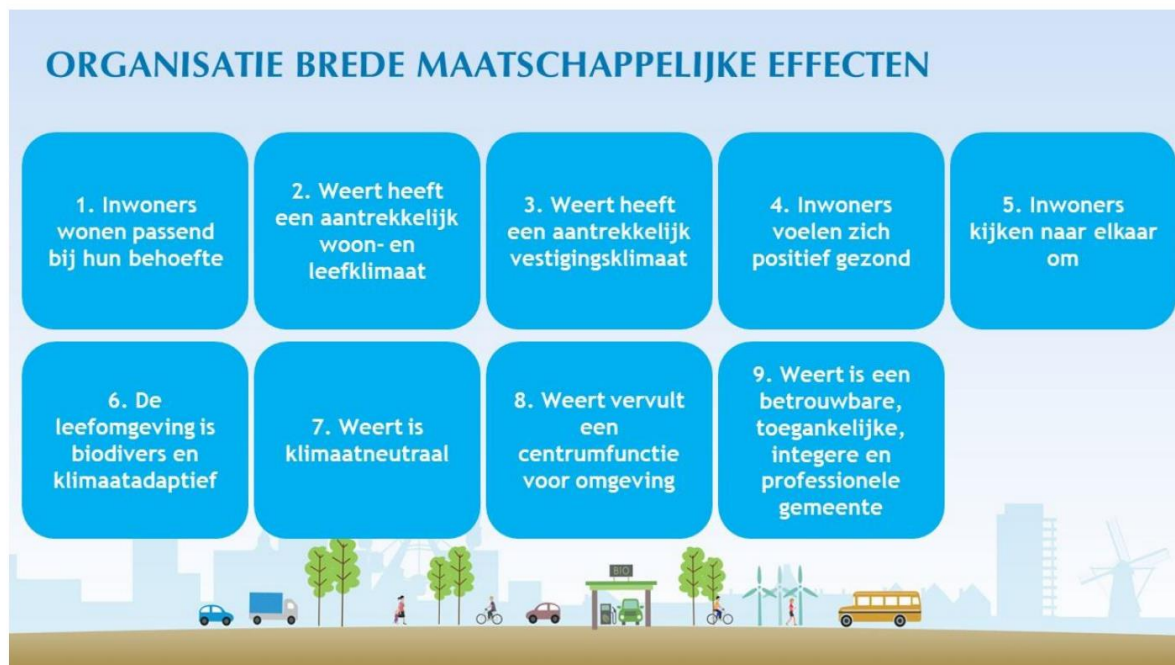 ORGANISATIE BREDE MAATSCHAPPELIJKE EFFECTEN
1. Inwoners
wonen passend
bij hun behoefte
2. Weert heeft
een aantrekkelijk
woon- en
leefklimaat
3. Weert heeft
een aantrekkelijk
vestigingsklimaat
4. Inwoners
voelen zich
positief gezond
5. Inwoners
kijken naar elkaar
om
6. De
leefomgeving is
biodivers en
klimaatadaptief
7. Weert is
klimaatneutraal
8. Weert vervult
een
centrumfunctie
voor omgeving
9. Weert is een
betrouwbare,
toegankelijke,
integere en
professionele
gemeente
BIO